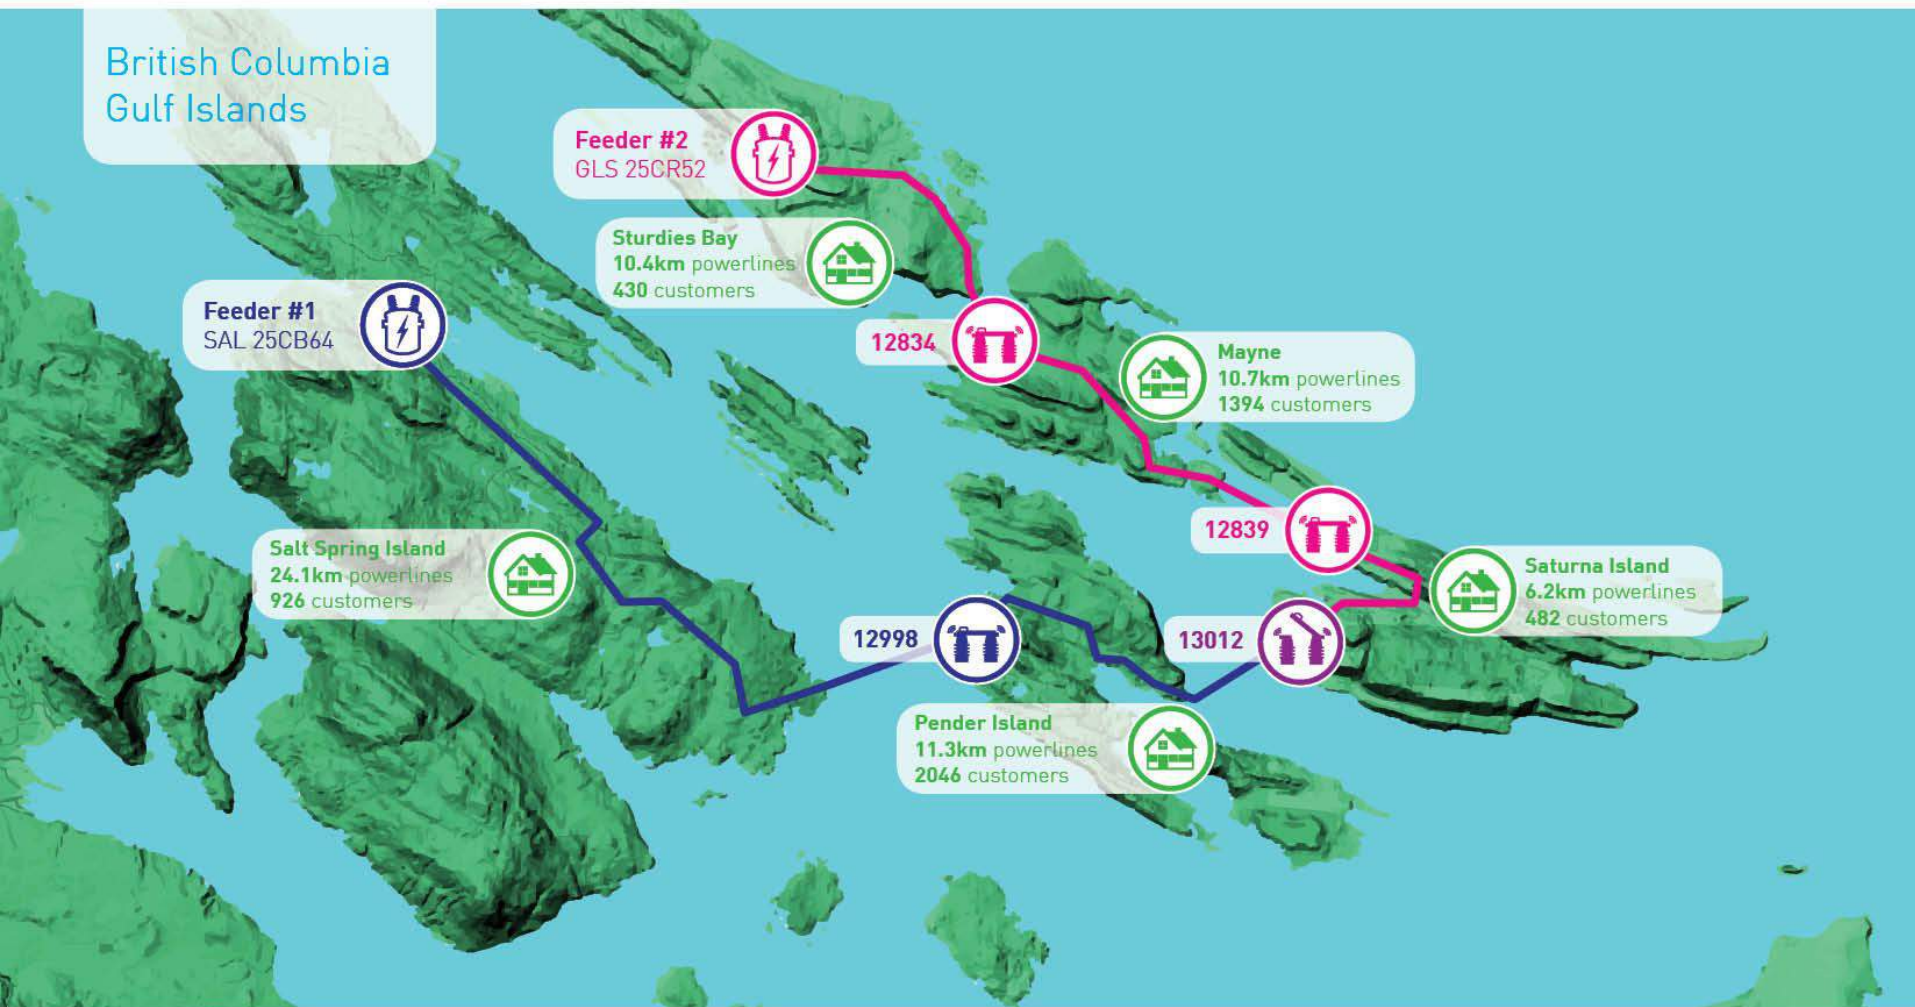 British Columbia
Gulf Islands
Feeder #2
GLS 25CR52
Sturdies Bay
10.4km powerlines
430 customers
Feeder #1
SAL 25CB64
12834
Mayne
10.7km powerlines
1394 customers
12839
Salt Spring Island
24.1km powerlines
926 customers
Saturna Island
6.2km powerlines
482 customers
12998
13012
Pender Island
11.3km powerlines
2046 customers